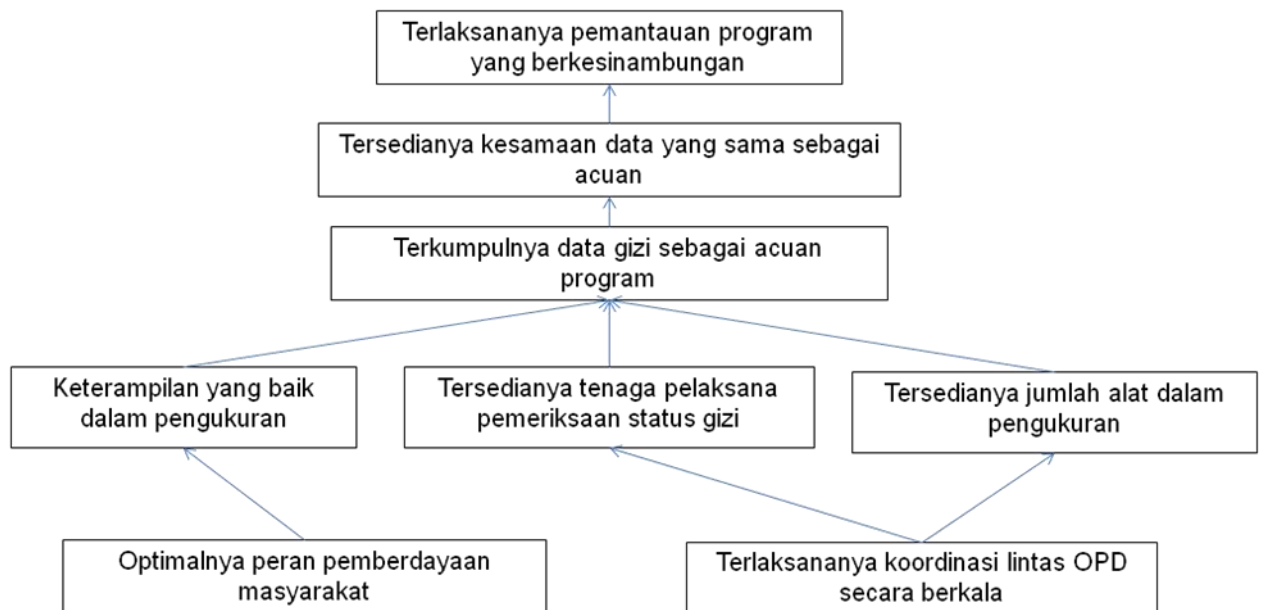 Terlaksananya pemantauan program
yang berkesinambungan
Tersedianya kesamaan data yang sama sebagai
acuan
Terkumpulnya data gizi sebagai acuan
program
Keterampilan yang baik
dalam pengukuran
Tersedianya tenaga pelaksana
pemeriksaan status gizi
Tersedianya jumlah alat dalam
pengukuran
Optimalnya peran pemberdayaan
masyarakat
Terlaksananya koordinasi lintas OPD
secara berkala